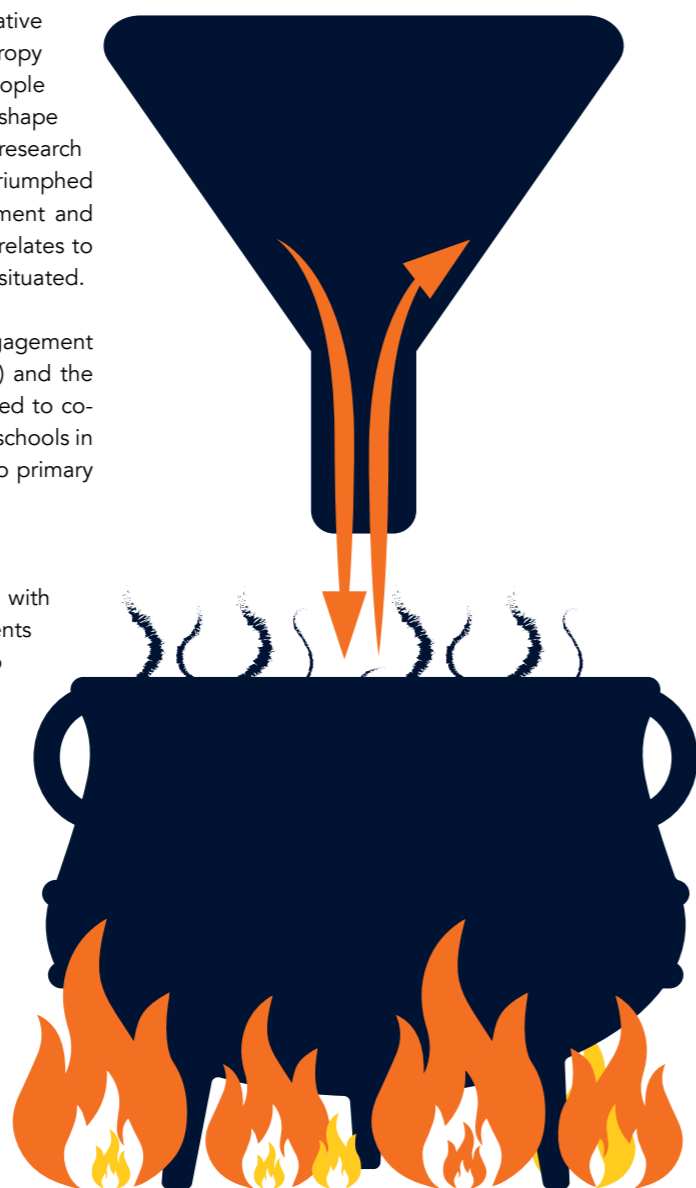 ative
ropy
ople
shape
research
riumphed
ment and
relates to
situated.
gagement
) and the
ed to co-
schools in
o primary
with
ents